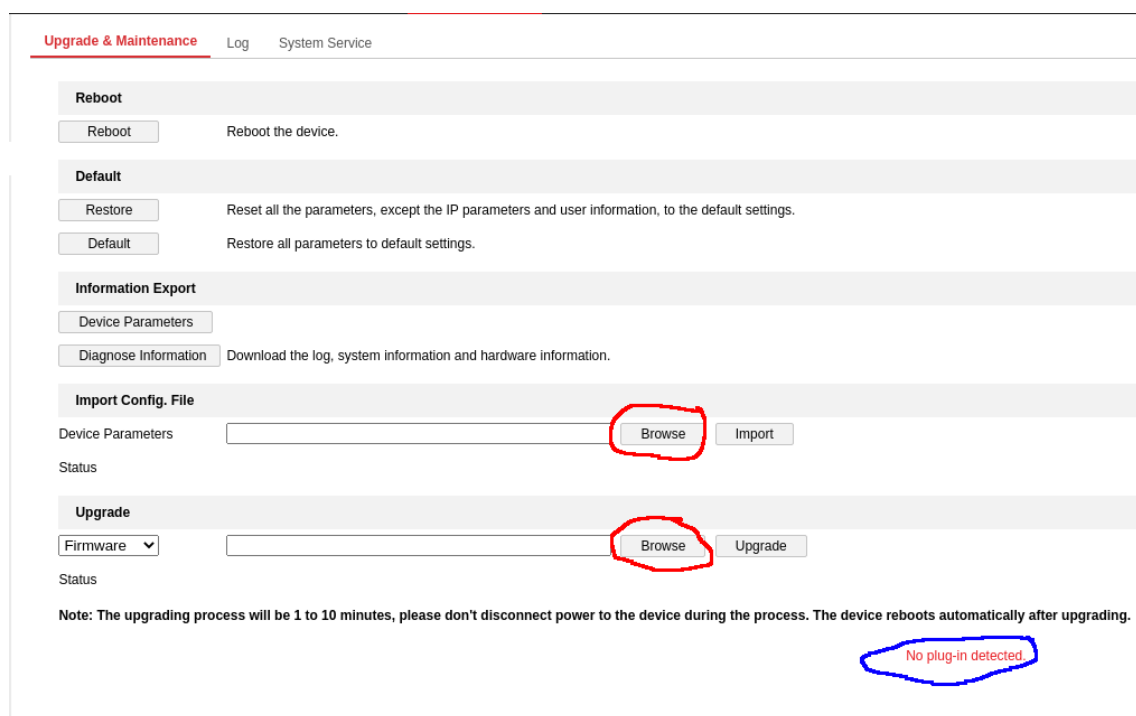 Upgrade & Maintenance Log System Service
Reboot
Reboot Reboot the device.
Default
Restore Reset all the parameters, except the IP parameters and user information, to the default settings.
Default Restore all parameters to default settings.
Information Export
Device Parameters
Diagnose Information Download the log, system information and hardware information.
Import Config. File
Device Parameters Browse Import
Status
Upgrade
Firmware Browse Upgrade
Status
Note: The upgrading process will be 1 to 10 minutes, please don't disconnect power to the device during the process. The device reboots automatically after upgrading.
No plug-in detected.